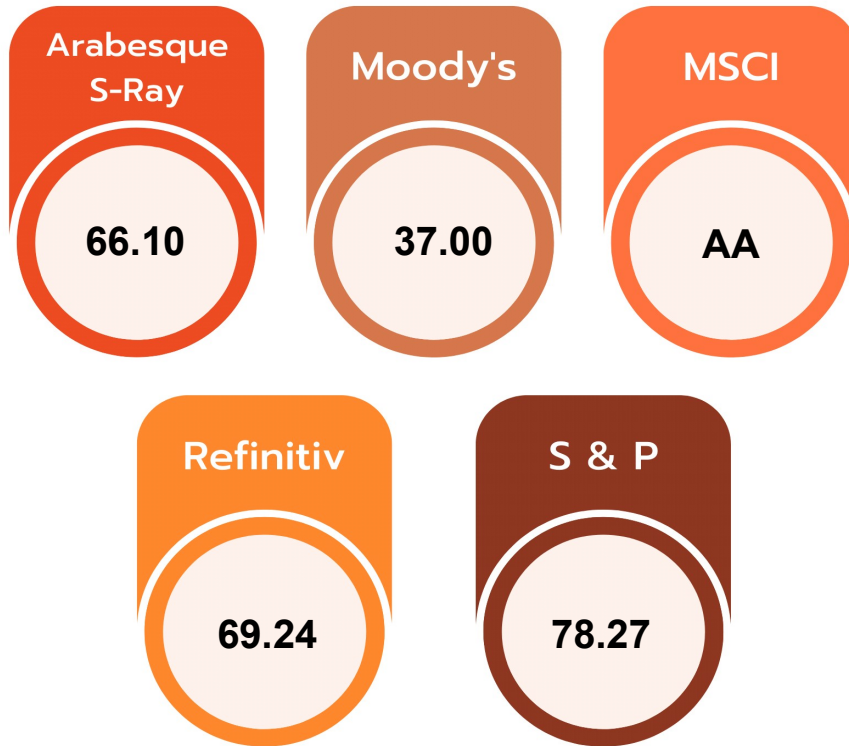 Arabesque
S-Ray
66.10
Moody's
37.00
MSCI
AA
Refinitiv
69.24
S & P
78.27